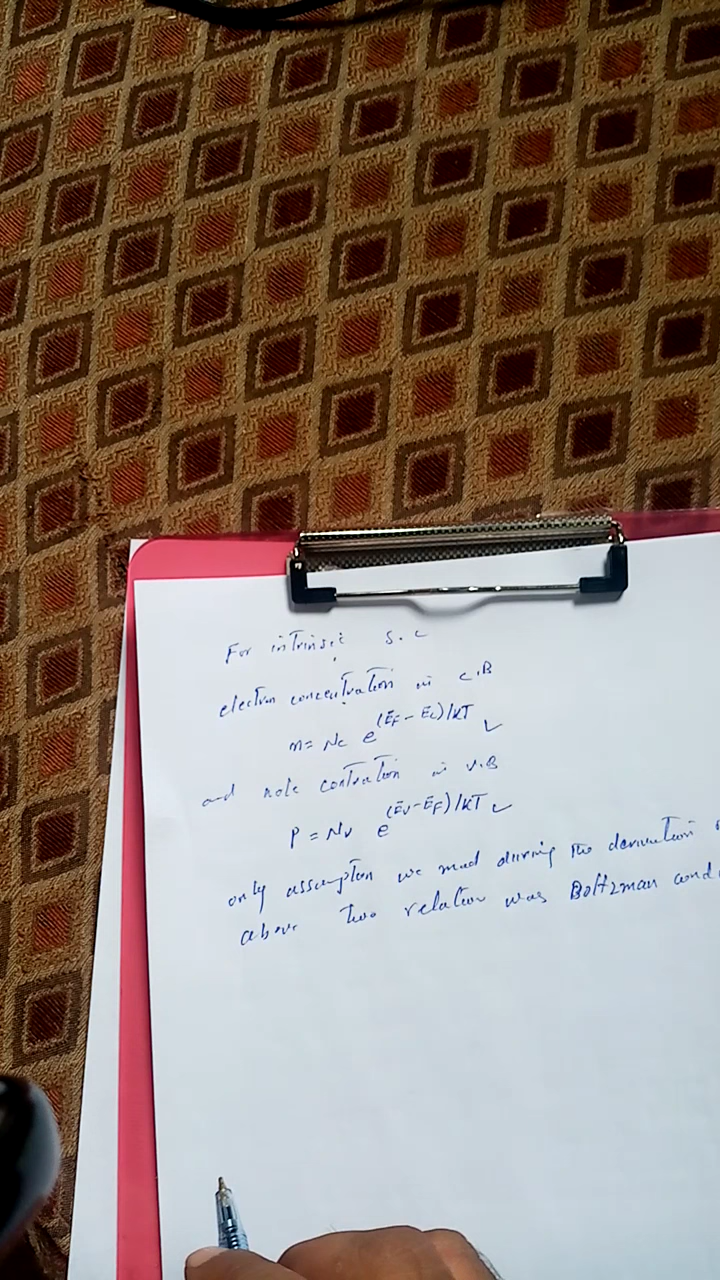 For intrinsic S.C
electron concentration in C.B
n = Nc e^(EF - Ec)/kT ✓
and hole contration in V.B
P = Nv e^(Ev - EF)/kT ✓
only assumption we mad during the derivation
above two relation was Boltzman